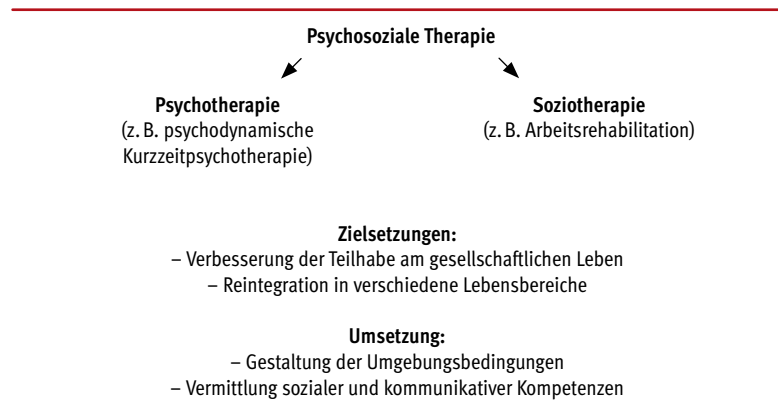 Psychosoziale Therapie
Psychotherapie
(z. B. psychodynamische
Kurzzeitpsychotherapie)
Soziotherapie
(z. B. Arbeitsrehabilitation)
Zielsetzungen:
– Verbesserung der Teilhabe am gesellschaftlichen Leben
– Reintegration in verschiedene Lebensbereiche
Umsetzung:
– Gestaltung der Umgebungsbedingungen
– Vermittlung sozialer und kommunikativer Kompetenzen